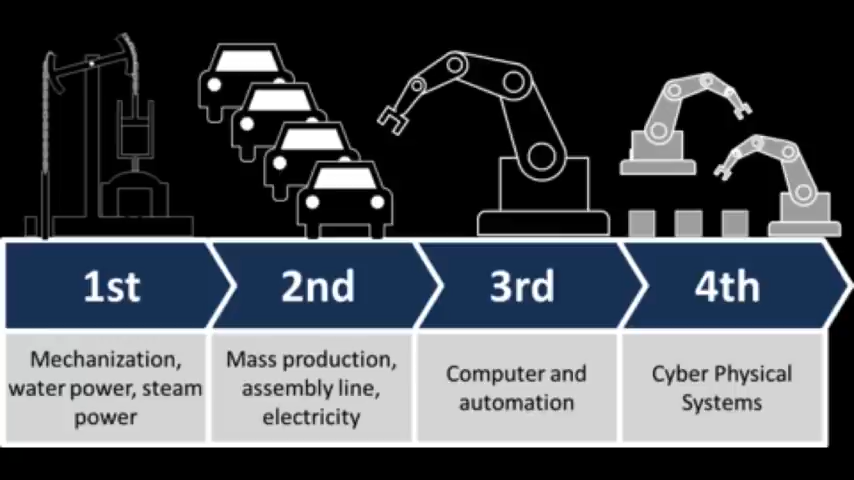 1st
2nd
3rd
4th
Mechanization,
water power, steam
power
Mass production,
assembly line,
electricity
Computer and
automation
Cyber Physical
Systems